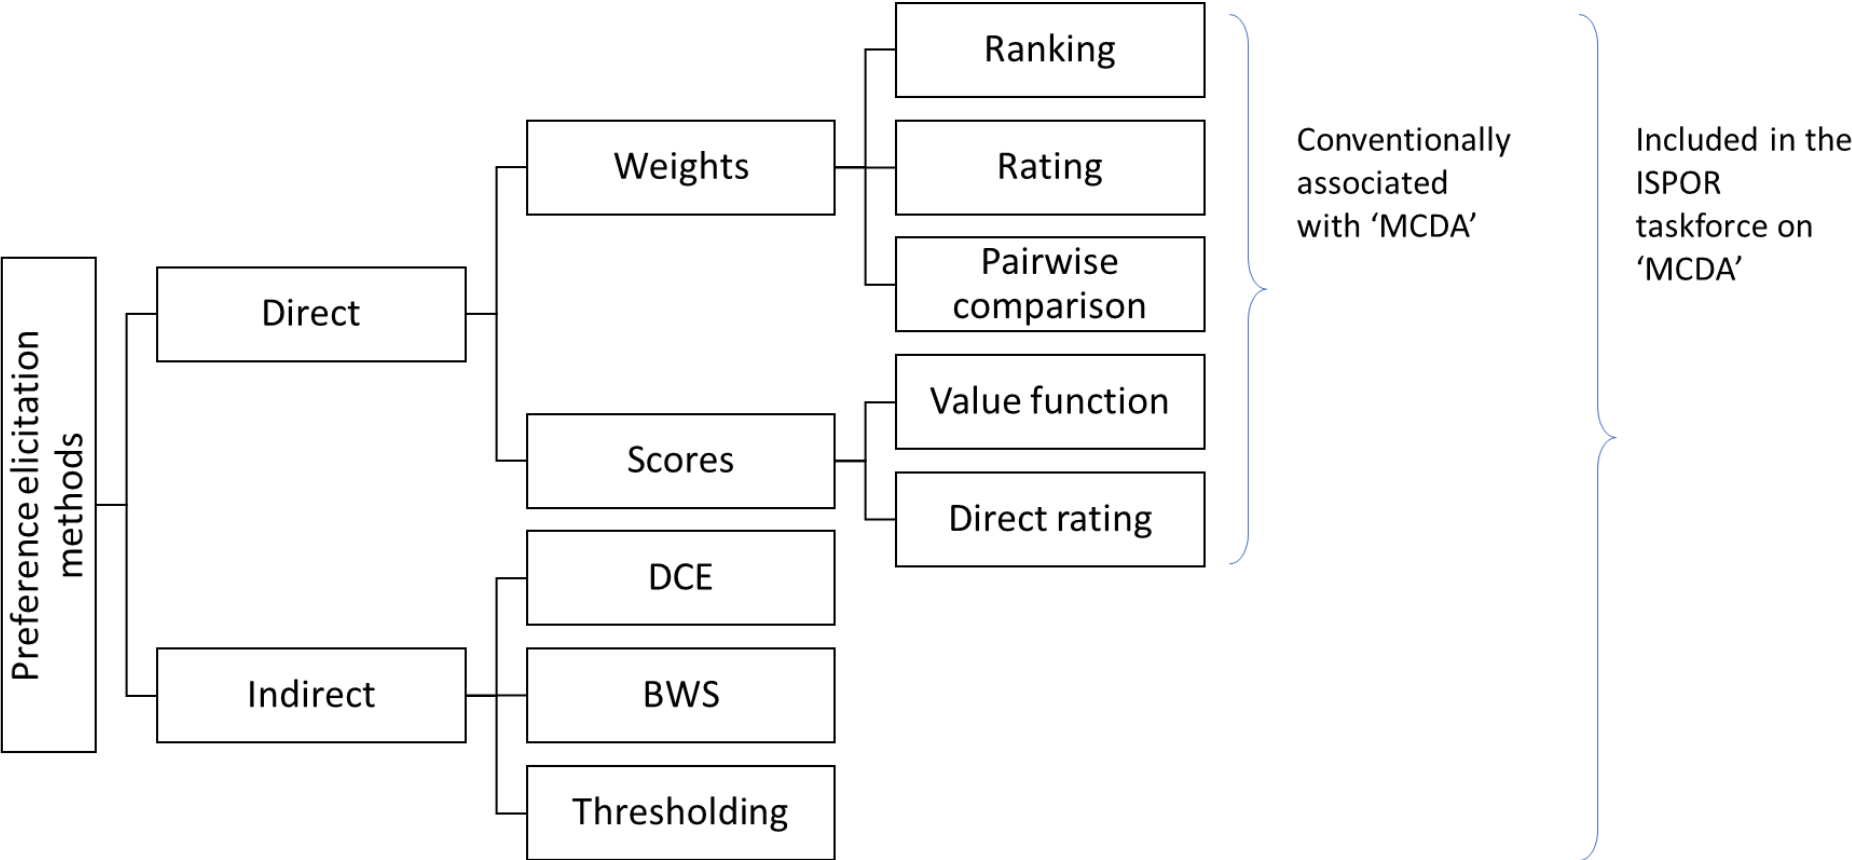 Preference elicitation
methods
Direct
Indirect
Weights
Scores
DCE
BWS
Thresholding
Ranking
Rating
Pairwise
comparison
Value function
Direct rating
Conventionally
associated
with ‘MCDA’
Included in the
ISPOR
taskforce on
‘MCDA’